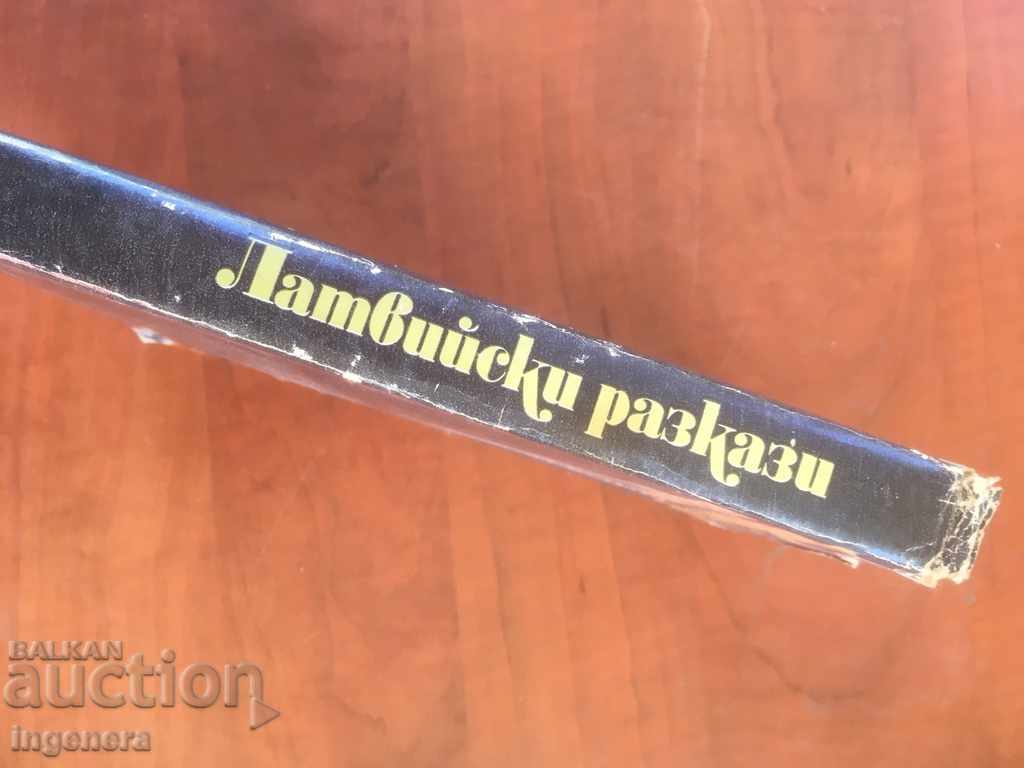 Латвийски разкази
BALKAN
auction
ingenera